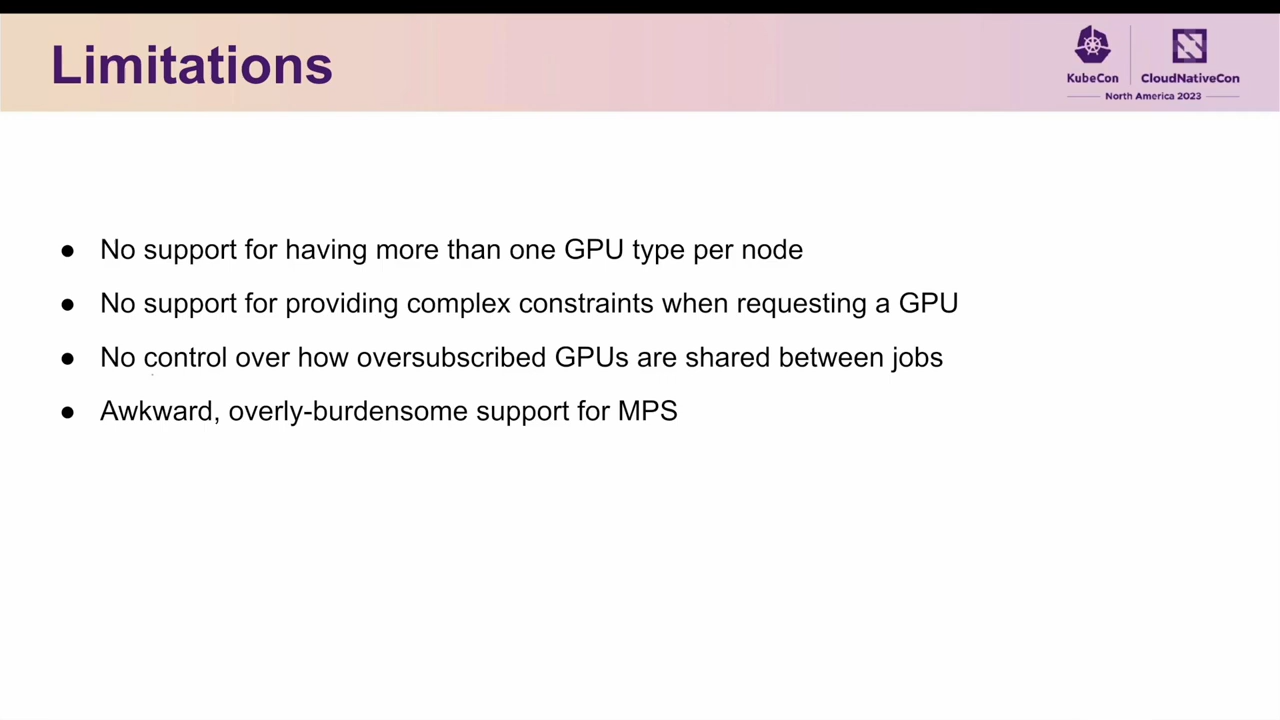 Limitations
KubeCon
CloudNativeCon
North America 2023
● No support for having more than one GPU type per node
● No support for providing complex constraints when requesting a GPU
● No control over how oversubscribed GPUs are shared between jobs
● Awkward, overly-burdensome support for MPS